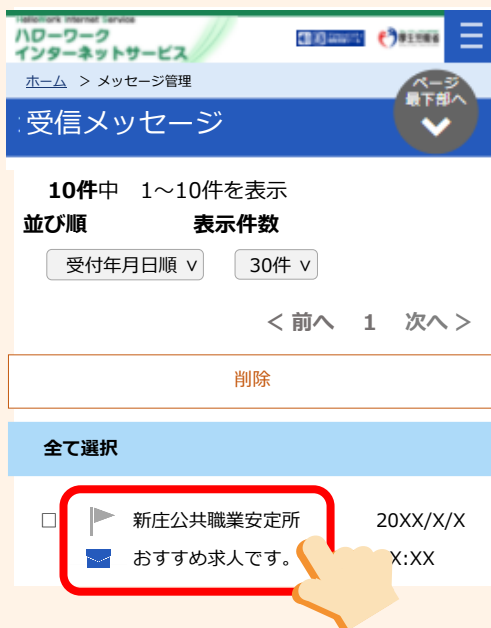 HelloWork Internet Service
ハローワーク
インターネットサービス
ホーム > メッセージ管理
ページ
最下部へ
受信メッセージ
10件中 1～10件を表示
並び順 表示件数
受付年月日順 ∨ 30件 ∨
＜前へ 1 次へ＞
削除
全て選択
新庄公共職業安定所 20XX/X/X
おすすめ求人です。 X:XX